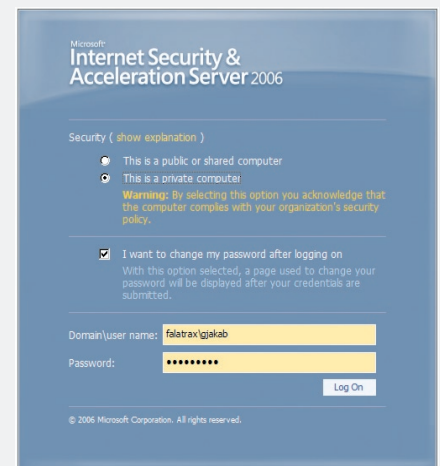 Microsoft®
Internet Security &
Acceleration Server 2006
Security ( show explanation )
This is a public or shared computer
This is a private computer
Warning: By selecting this option you acknowledge that
the computer complies with your organization's security
policy.
I want to change my password after logging on
With this option selected, a page used to change your
password will be displayed after your credentials are
submitted.
Domain\user name: falatrax\gjakab
Password: •••••••••
Log On
© 2006 Microsoft Corporation. All rights reserved.